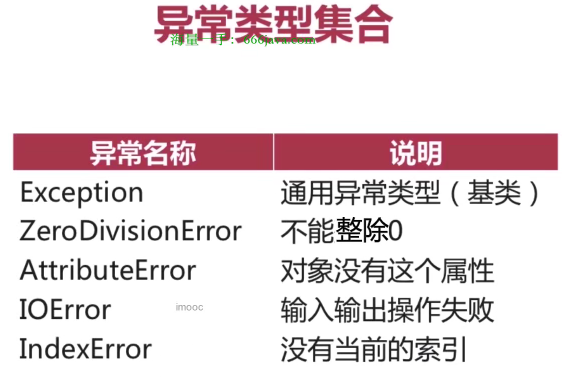 异常类型集合
海量一手：666java.com
异常名称 说明
Exception 通用异常类型（基类）
ZeroDivisionError 不能整除0
AttributeError 对象没有这个属性
IOError 输入输出操作失败
imooc
IndexError 没有当前的索引